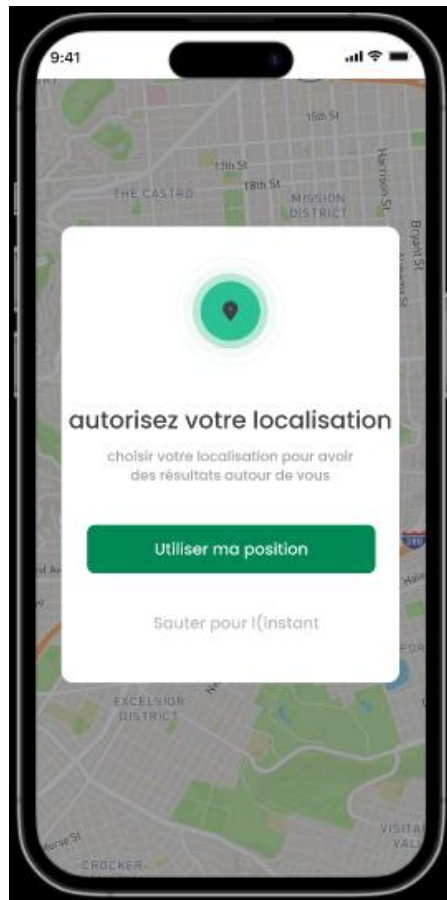 9:41
15th St
17th St
Harrison St
THE CASTRO
18th St
MISSION
DISTRICT
Bryant St
autorisez votre localisation
choisir votre localisation pour avoir
des résultats autour de vous
Utiliser ma position
280
Sauter pour l(instant
EXCELSIOR
DISTRICT
VISITA
VAL
CROCKER-